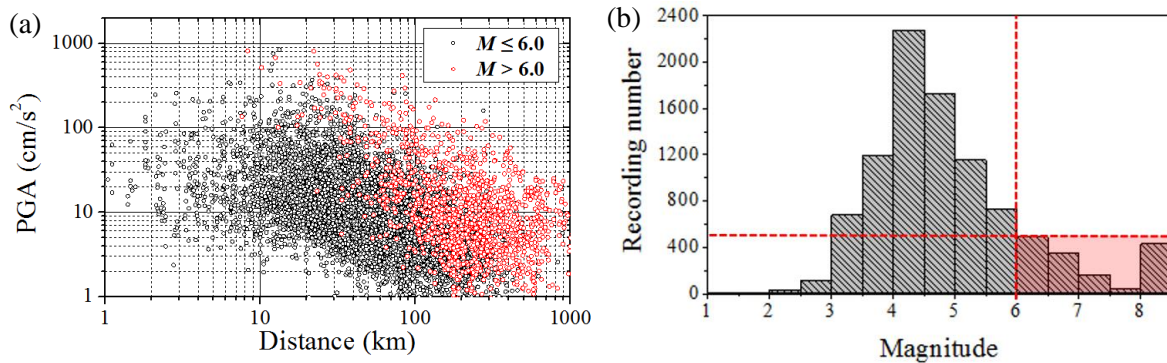 (a)
1000
100
10
1
PGA (cm/s²)
M ≤ 6.0
M > 6.0
1 10 100 1000
Distance (km)
(b)
2400
2000
1600
1200
800
400
0
Recording number
1 2 3 4 5 6 7 8
Magnitude